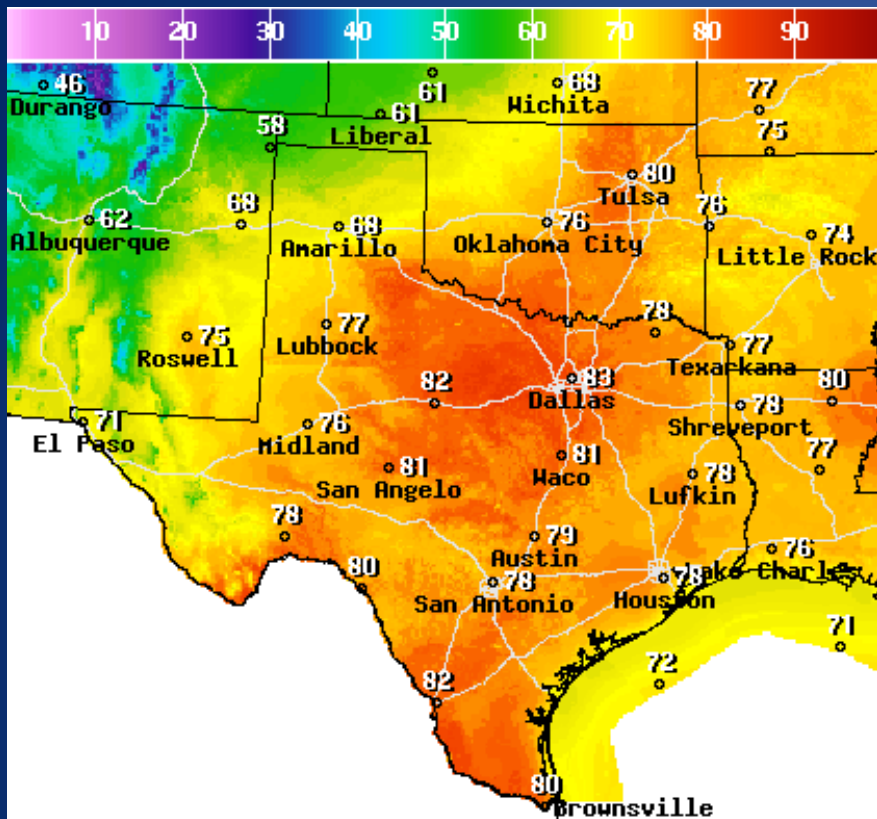 10 20 30 40 50 60 70 80 90
46
Durango
61
68
Wichita
77
61
Liberal
58
75
80
Tulsa
62
Albuquerque
68
68
Amarillo
76
Oklahoma City
76
74
Little Rock
75
Roswell
77
Lubbock
78
77
Texarkana
82
83
Dallas
80
78
Shreveport
71
El Paso
76
Midland
81
San Angelo
81
Waco
78
Lufkin
77
78
79
Austin
76
Lake Charles
80
78
San Antonio
78
Houston
71
72
82
80
Brownsville